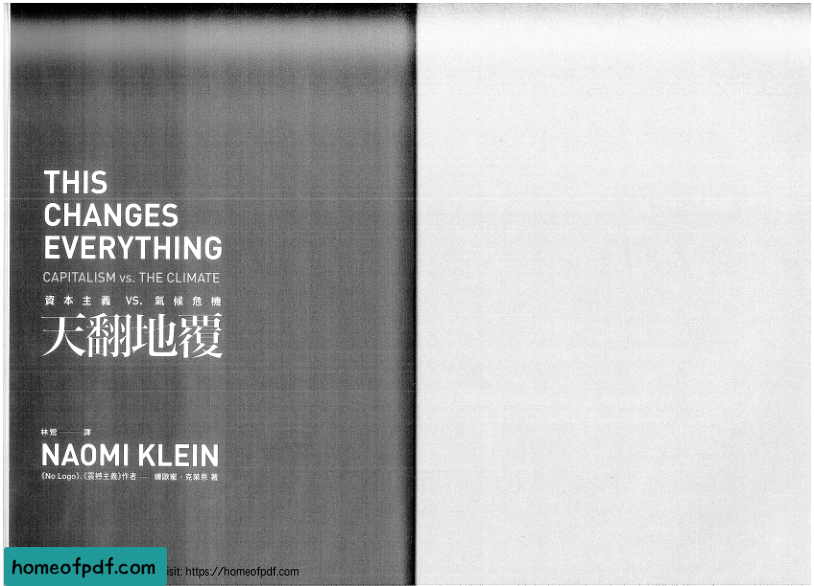 THIS
CHANGES
EVERYTHING
CAPITALISM vs. THE CLIMATE
資本主義 VS. 氣候危機
天翻地覆
林鶯 —— 譯
NAOMI KLEIN
《No Logo》、《震撼主義》作者 —— 娜歐蜜・克萊恩 著
homeofpdf.com
isit: https://homeofpdf.com